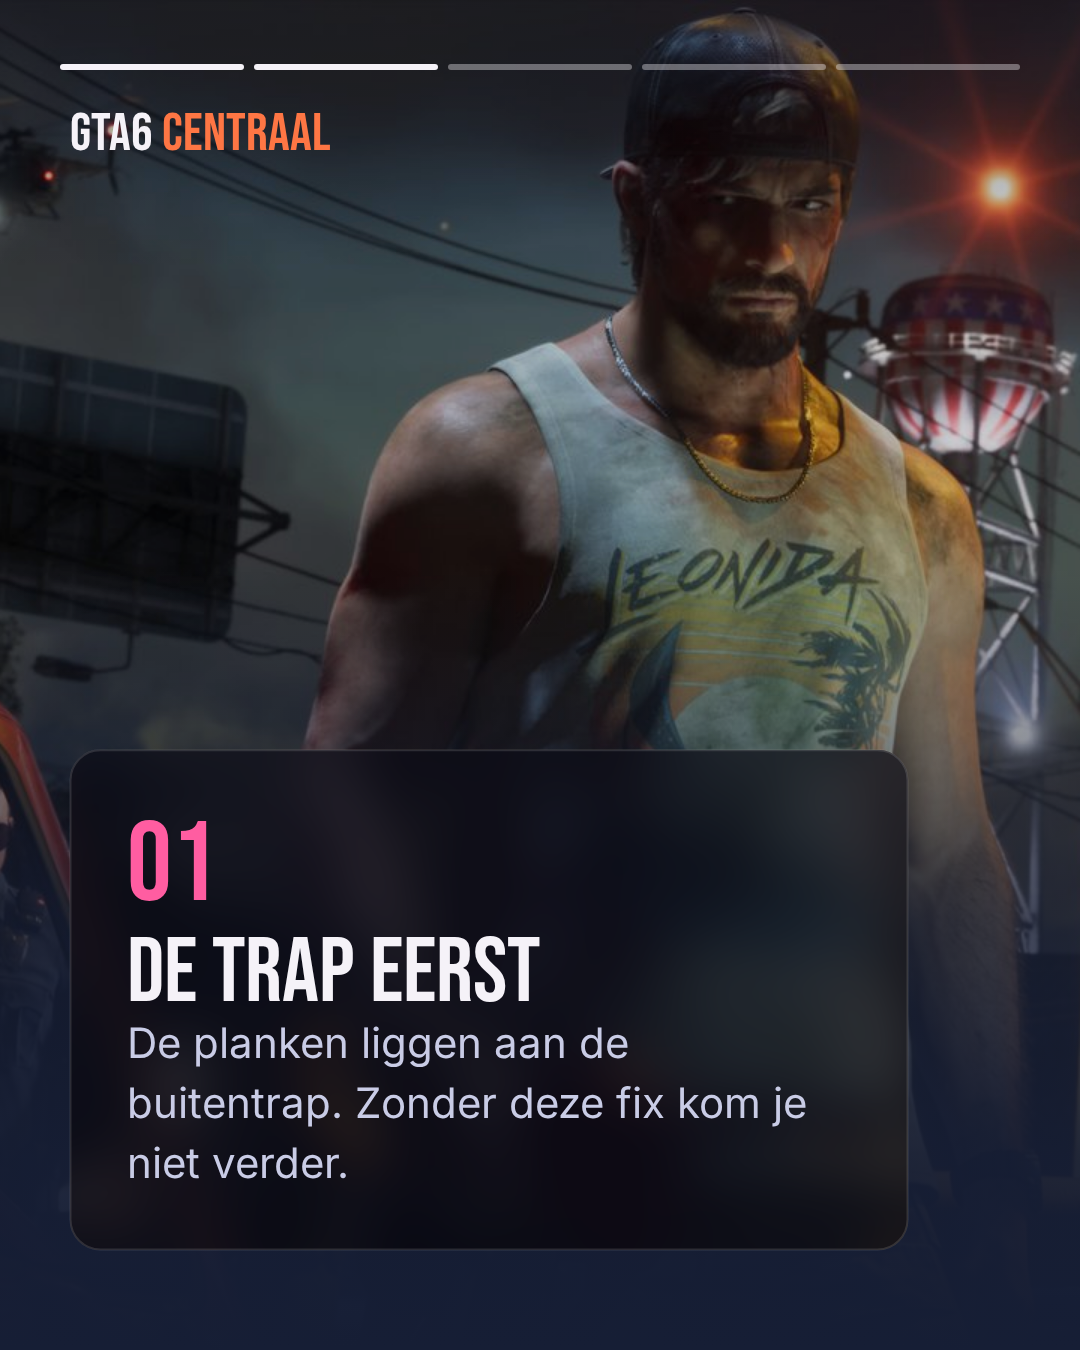 GTA6 CENTRAAL
LEONIDA
01
DE TRAP EERST
De planken liggen aan de
buitentrap. Zonder deze fix kom je
niet verder.